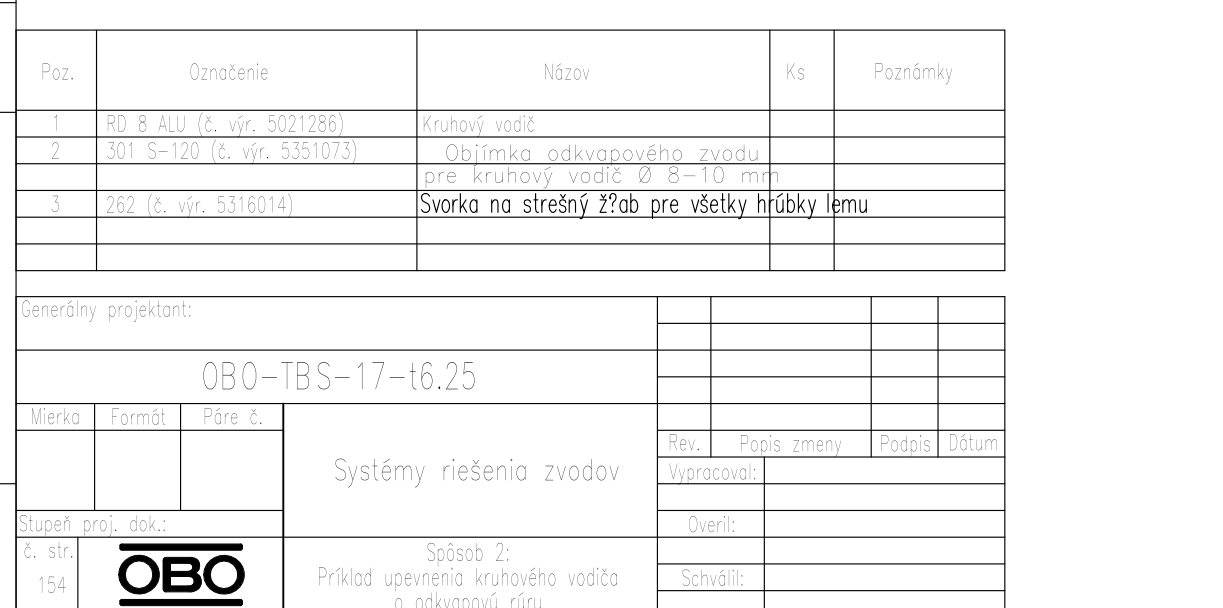 Poz. Označenie Názov Ks Poznámky
1 RD 8 ALU (č. výr. 5021286) Kruhový vodič
2 301 S-120 (č. výr. 5351073) Objímka odkvapového zvodu
pre kruhový vodič Ø 8-10 mm
3 262 (č. výr. 5316014) Svorka na strešný ž?ab pre všetky hrúbky lemu
Generálny projektant:
OBO-TBS-17-t6.25
Mierka Formát Páre č.
Rev. Popis zmeny Podpis Dátum
Systémy riešenia zvodov
Vypracoval:
Stupeň proj. dok.:
Overil:
č. str.
154
OBO
Spôsob 2:
Príklad upevnenia kruhového vodiča
o odkvapovú rúru
Schválil: